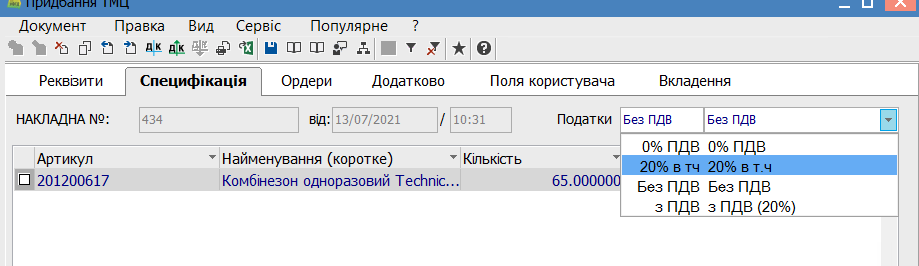 Придбання ТМЦ
Документ Правка Вид Сервіс Популярне ?
Реквізити Специфікація Ордери Додатково Поля користувача Вкладення
НАКЛАДНА №: 434 від: 13/07/2021 / 10:31 Податки Без ПДВ Без ПДВ
0% ПДВ 0% ПДВ
Артикул Найменування (коротке) Кількість
20% в тч 20% в т.ч
201200617 Комбінезон одноразовий Technic... 65.000000
Без ПДВ Без ПДВ
з ПДВ з ПДВ (20%)